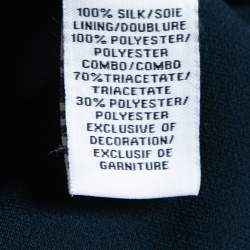 100% SILK/SOIE
LINING/DOUBLURE
100% POLYESTER/
POLYESTER
COMBO/COMBO
70%TRIACETATE/
TRIACETATE
30% POLYESTER/
POLYESTER
EXCLUSIVE OF
DECORATION/
EXCLUSIF DE
GARNITURE